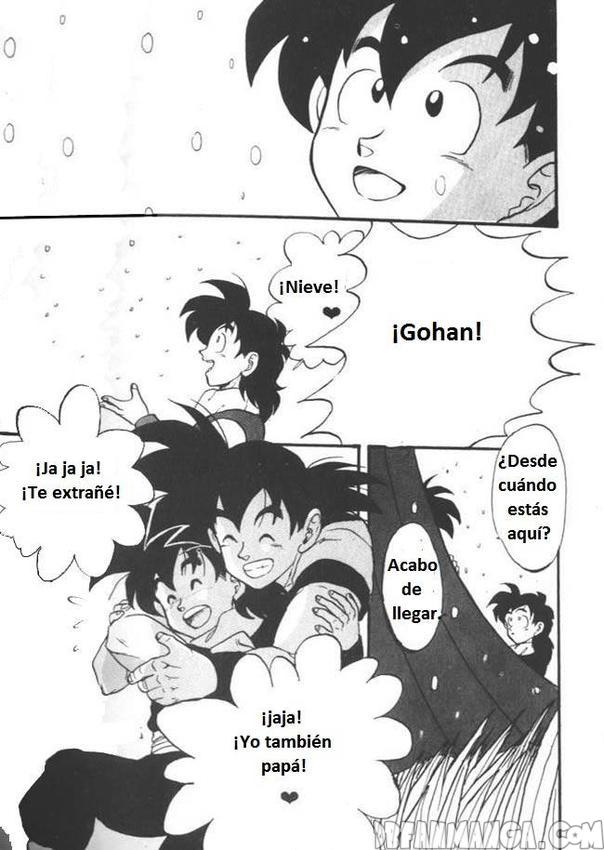 ¡Nieve!
❤
¡Gohan!
¡Ja ja ja!
¡Te extrañé!
¡jaja!
¡Yo también
papá!
❤
¿Desde
cuándo
estás
aquí?
Acabo
de
llegar.
DBFANMANGA.COM